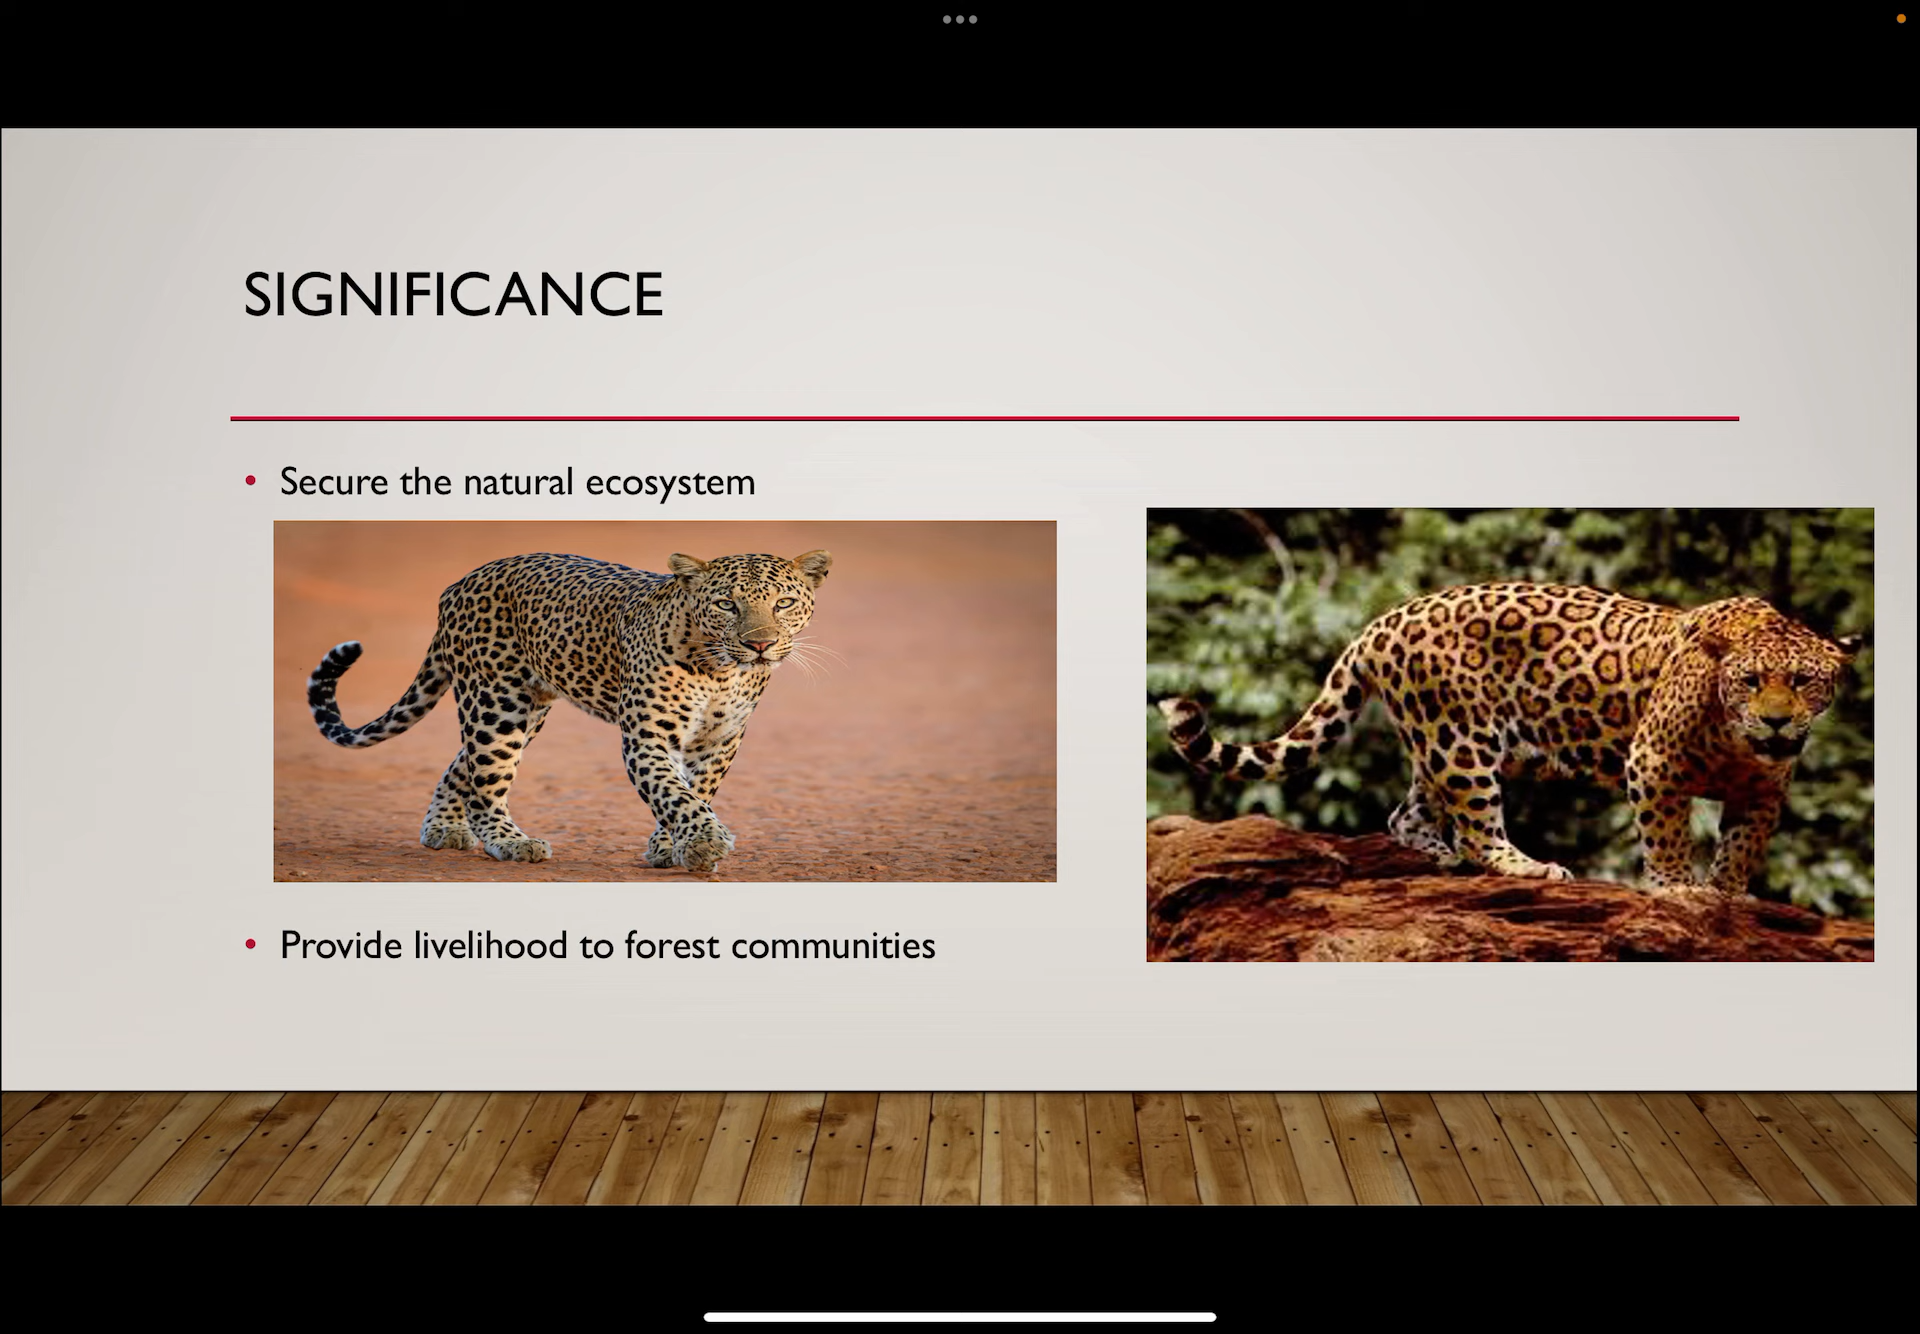 SIGNIFICANCE
• Secure the natural ecosystem
• Provide livelihood to forest communities